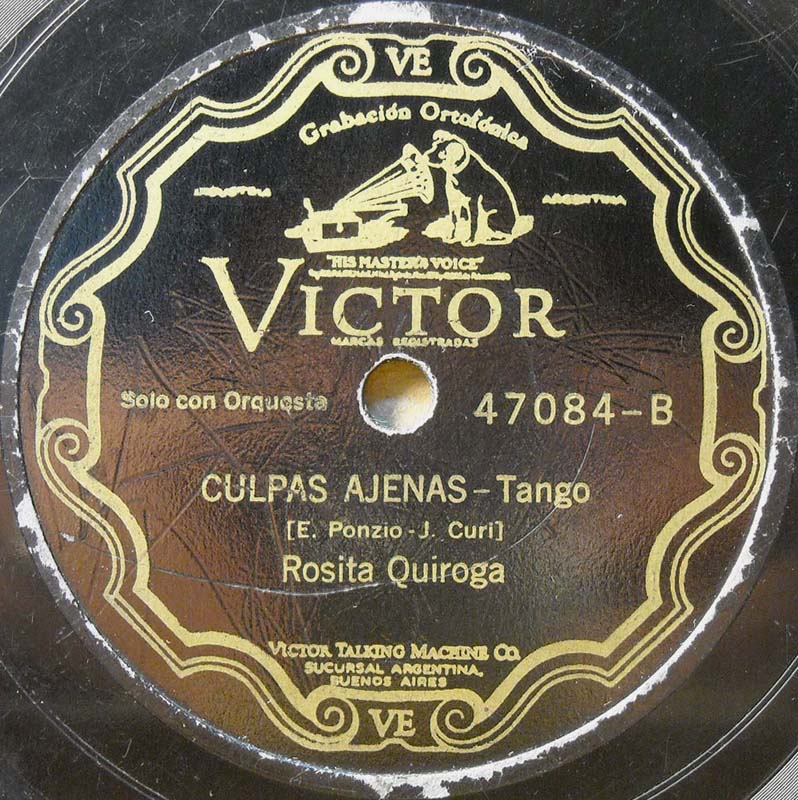 VE
Grabación Ortofónica
INDUSTRIA ARGENTINA
"HIS MASTER'S VOICE"
VICTOR
MARCAS REGISTRADAS
Solo con Orquesta 47084-B
CULPAS AJENAS - Tango
[E. Ponzio - J. Curi]
Rosita Quiroga
VICTOR TALKING MACHINE CO.
SUCURSAL ARGENTINA,
BUENOS AIRES
VE